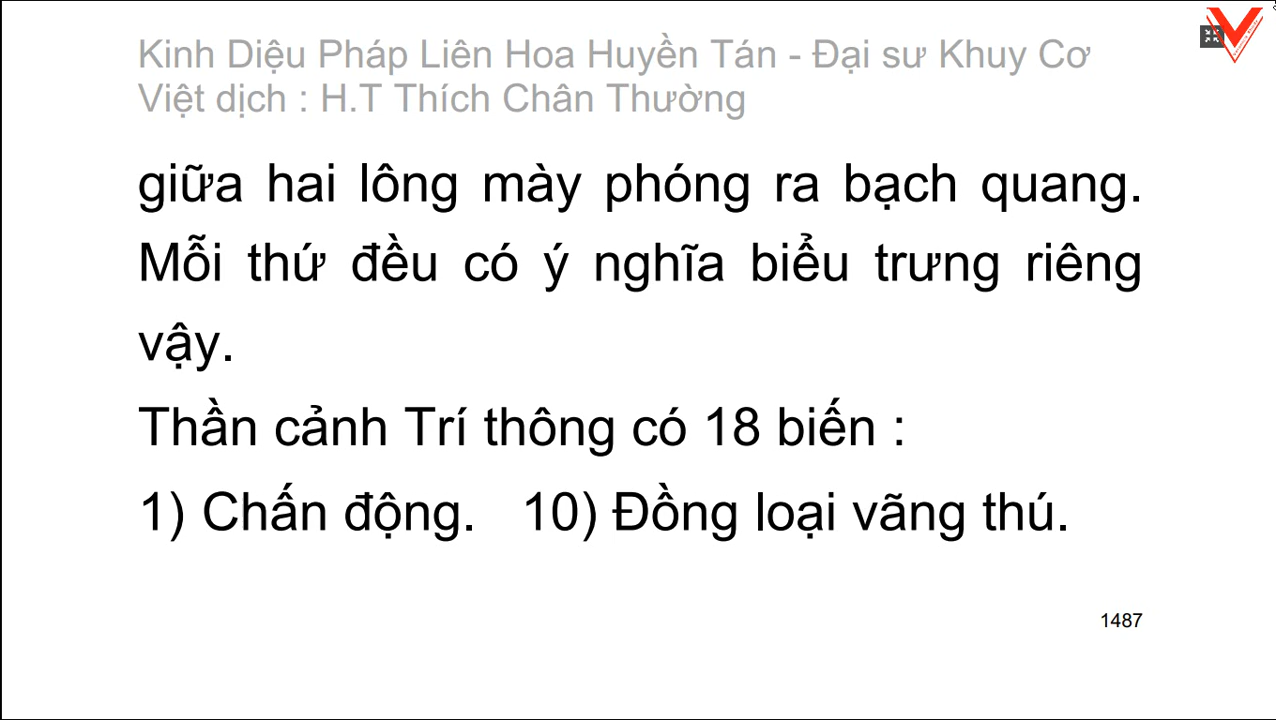 Kinh Diệu Pháp Liên Hoa Huyền Tán - Đại sư Khuy Cơ
Việt dịch : H.T Thích Chân Thường
giữa hai lông mày phóng ra bạch quang.
Mỗi thứ đều có ý nghĩa biểu trưng riêng
vậy.
Thần cảnh Trí thông có 18 biến :
1) Chấn động. 10) Đồng loại vãng thú.
1487